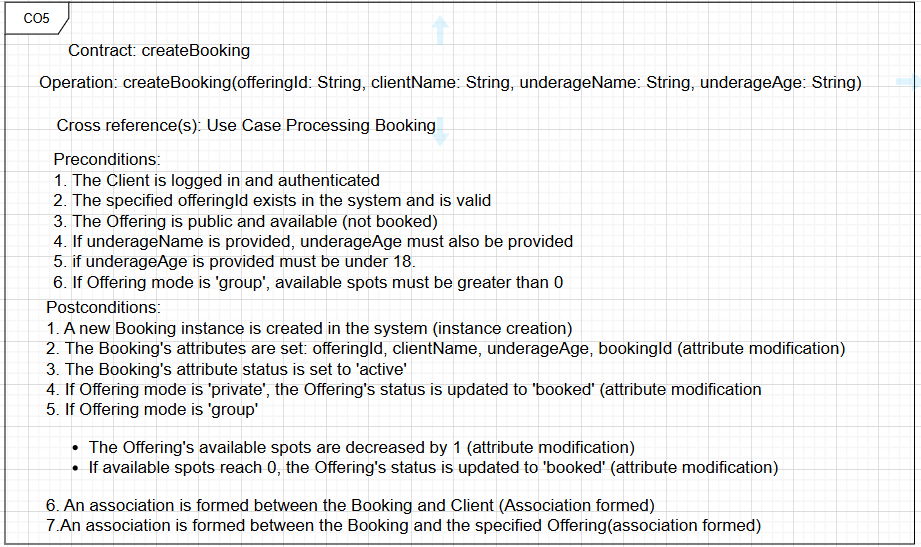 CO5
Contract: createBooking
Operation: createBooking(offeringId: String, clientName: String, underageName: String, underageAge: String)
Cross reference(s): Use Case Processing Booking
Preconditions:
1. The Client is logged in and authenticated
2. The specified offeringId exists in the system and is valid
3. The Offering is public and available (not booked)
4. If underageName is provided, underageAge must also be provided
5. if underageAge is provided must be under 18.
6. If Offering mode is 'group', available spots must be greater than 0
Postconditions:
1. A new Booking instance is created in the system (instance creation)
2. The Booking's attributes are set: offeringId, clientName, underageAge, bookingId (attribute modification)
3. The Booking's attribute status is set to 'active'
4. If Offering mode is 'private', the Offering's status is updated to 'booked' (attribute modification
5. If Offering mode is 'group'
• The Offering's available spots are decreased by 1 (attribute modification)
• If available spots reach 0, the Offering's status is updated to 'booked' (attribute modification)
6. An association is formed between the Booking and Client (Association formed)
7.An association is formed between the Booking and the specified Offering(association formed)